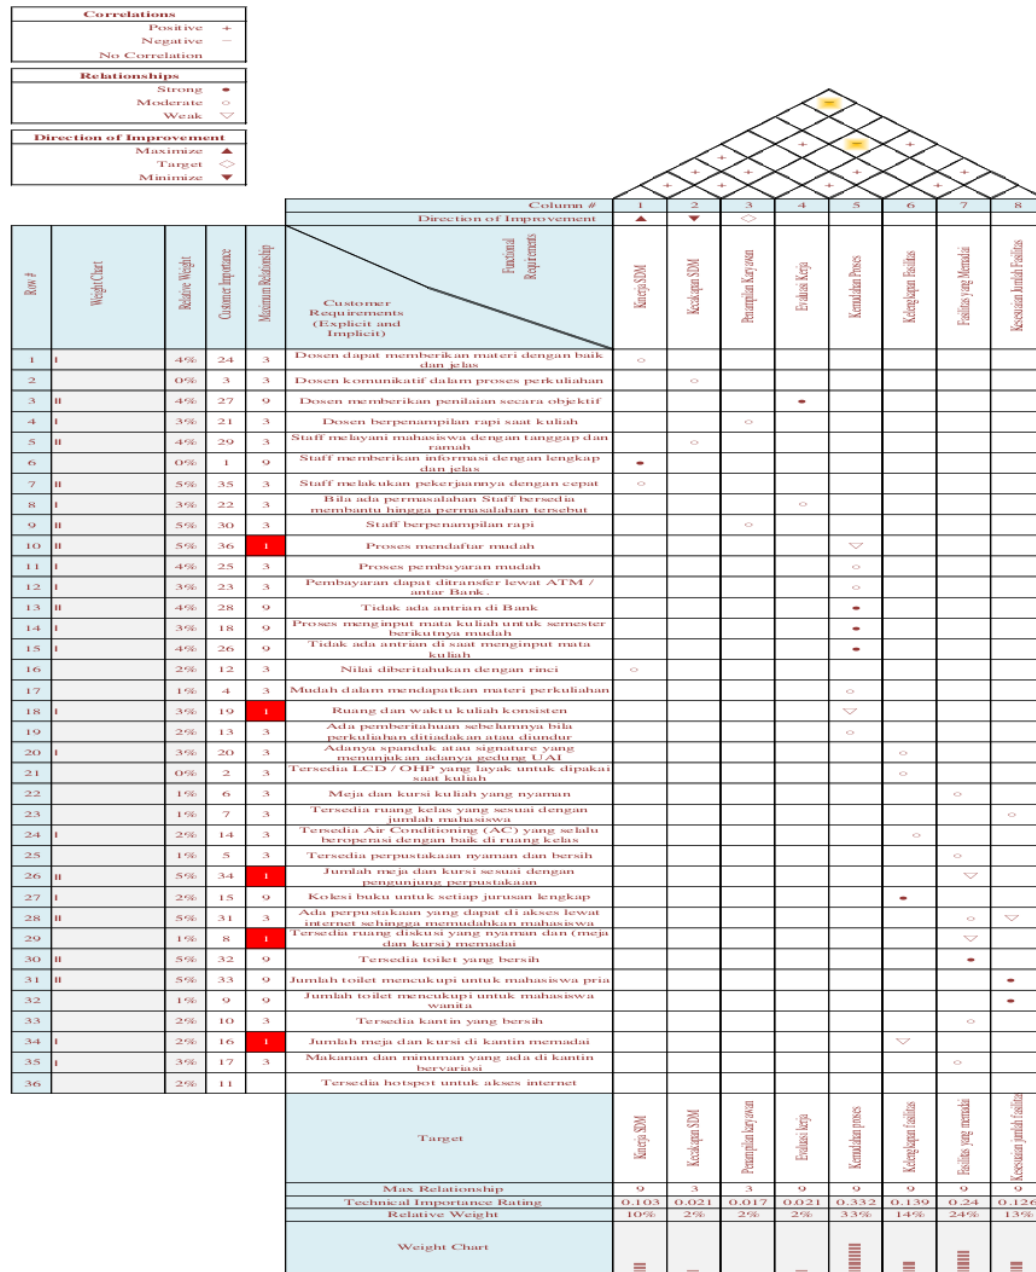 Correlations
Positive +
Negative −
No Correlation
Relationships
Strong ●
Moderate ○
Weak ▽
Direction of Improvement
Maximize ▲
Target ◇
Minimize ▼
Column # 1 2 3 4 5 6 7 8
Direction of Improvement ▲ ▼ ◇
Row #
Weight Chart
Relative Weight
Customer Importance
Maximum Relationship
Functional
Requirements
Customer
Requirements
(Explicit and
Implicit)
Kinerja SDM
Kecakapan SDM
Penampilan Karyawan
Evaluasi Kerja
Kemudahan Proses
Kelengkapan Fasilitas
Fasilitas yang Memadai
Kesesuaian Jumlah Fasilitas
1 I 4% 24 3 Dosen dapat memberikan materi dengan baik
dan jelas ○
2 0% 3 3 Dosen komunikatif dalam proses perkuliahan ○
3 II 4% 27 9 Dosen memberikan penilaian secara objektif ●
4 I 3% 21 3 Dosen berpenampilan rapi saat kuliah ○
5 II 4% 29 3 Staff melayani mahasiswa dengan tanggap dan
ramah ○
6 0% 1 9 Staff memberikan informasi dengan lengkap
dan jelas ●
7 II 5% 35 3 Staff melakukan pekerjaannya dengan cepat ○
8 I 3% 22 3 Bila ada permasalahan Staff bersedia
membantu hingga permasalahan tersebut ○
9 II 5% 30 3 Staff berpenampilan rapi ○
10 II 5% 36 1 Proses mendaftar mudah ▽
11 I 4% 25 3 Proses pembayaran mudah ○
12 I 3% 23 3 Pembayaran dapat ditransfer lewat ATM /
antar Bank. ○
13 II 4% 28 9 Tidak ada antrian di Bank ●
14 I 3% 18 9 Proses menginput mata kuliah untuk semester
berikutnya mudah ●
15 I 4% 26 9 Tidak ada antrian di saat menginput mata
kuliah ●
16 2% 12 3 Nilai diberitahukan dengan rinci ○
17 1% 4 3 Mudah dalam mendapatkan materi perkuliahan ○
18 I 3% 19 1 Ruang dan waktu kuliah konsisten ▽
19 2% 13 3 Ada pemberitahuan sebelumnya bila
perkuliahan ditiadakan atau diundur ○
20 I 3% 20 3 Adanya spanduk atau signature yang
menunjukan adanya gedung UAI ○
21 0% 2 3 Tersedia LCD / OHP yang layak untuk dipakai
saat kuliah ○
22 1% 6 3 Meja dan kursi kuliah yang nyaman ○
23 1% 7 3 Tersedia ruang kelas yang sesuai dengan
jumlah mahasiswa ○
24 I 2% 14 3 Tersedia Air Conditioning (AC) yang selalu
beroperasi dengan baik di ruang kelas ○
25 1% 5 3 Tersedia perpustakaan nyaman dan bersih ○
26 II 5% 34 1 Jumlah meja dan kursi sesuai dengan
pengunjung perpustakaan ▽
27 I 2% 15 9 Kolesi buku untuk setiap jurusan lengkap ●
28 II 5% 31 3 Ada perpustakaan yang dapat di akses lewat
internet sehingga memudahkan mahasiswa ○ ▽
29 1% 8 1 Tersedia ruang diskusi yang nyaman dan (meja
dan kursi) memadai ▽
30 II 5% 32 9 Tersedia toilet yang bersih ●
31 II 5% 33 9 Jumlah toilet mencukupi untuk mahasiswa pria ●
32 1% 9 9 Jumlah toilet mencukupi untuk mahasiswa
wanita ●
33 2% 10 3 Tersedia kantin yang bersih ○
34 I 2% 16 1 Jumlah meja dan kursi di kantin memadai ▽
35 I 3% 17 3 Makanan dan minuman yang ada di kantin
bervariasi ○
36 2% 11 Tersedia hotspot untuk akses internet
Target
Kinerja SDM
Kecakapan SDM
Penampilan karyawan
Evaluasi kerja
Kemudahan proses
Kelengkapan fasilitas
Fasilitas yang memadai
Kesesuaian jumlah fasilitas
Max Relationship 9 3 3 9 9 9 9 9
Technical Importance Rating 0.103 0.021 0.017 0.021 0.332 0.139 0.24 0.126
Relative Weight 10% 2% 2% 2% 33% 14% 24% 13%
Weight Chart